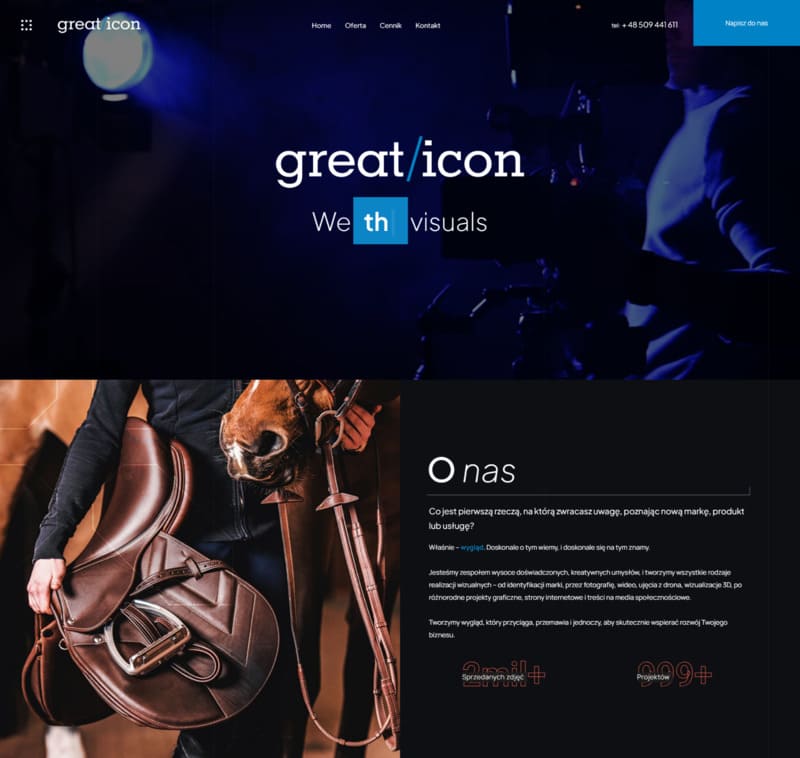 great icon
Home Oferta Cennik Kontakt
tel: + 48 509 441 611
Napisz do nas
great/icon
We th visuals
O nas
Co jest pierwszą rzeczą, na którą zwracasz uwagę, poznając nową markę, produkt
lub usługę?
Właśnie – wygląd. Doskonale o tym wiemy, i doskonale się na tym znamy.
Jesteśmy zespołem wysoce doświadczonych, kreatywnych umysłów, i tworzymy wszystkie rodzaje
realizacji wizualnych – od identyfikacji marki, przez fotografię, wideo, ujęcia z drona, wizualizacje 3D, po
różnorodne projekty graficzne, strony internetowe i treści na media społecznościowe.
Tworzymy wygląd, który przyciąga, przemawia i jednoczy, aby skutecznie wspierać rozwój Twojego
biznesu.
2mil+ 999+
Sprzedanych zdjęć Projektów